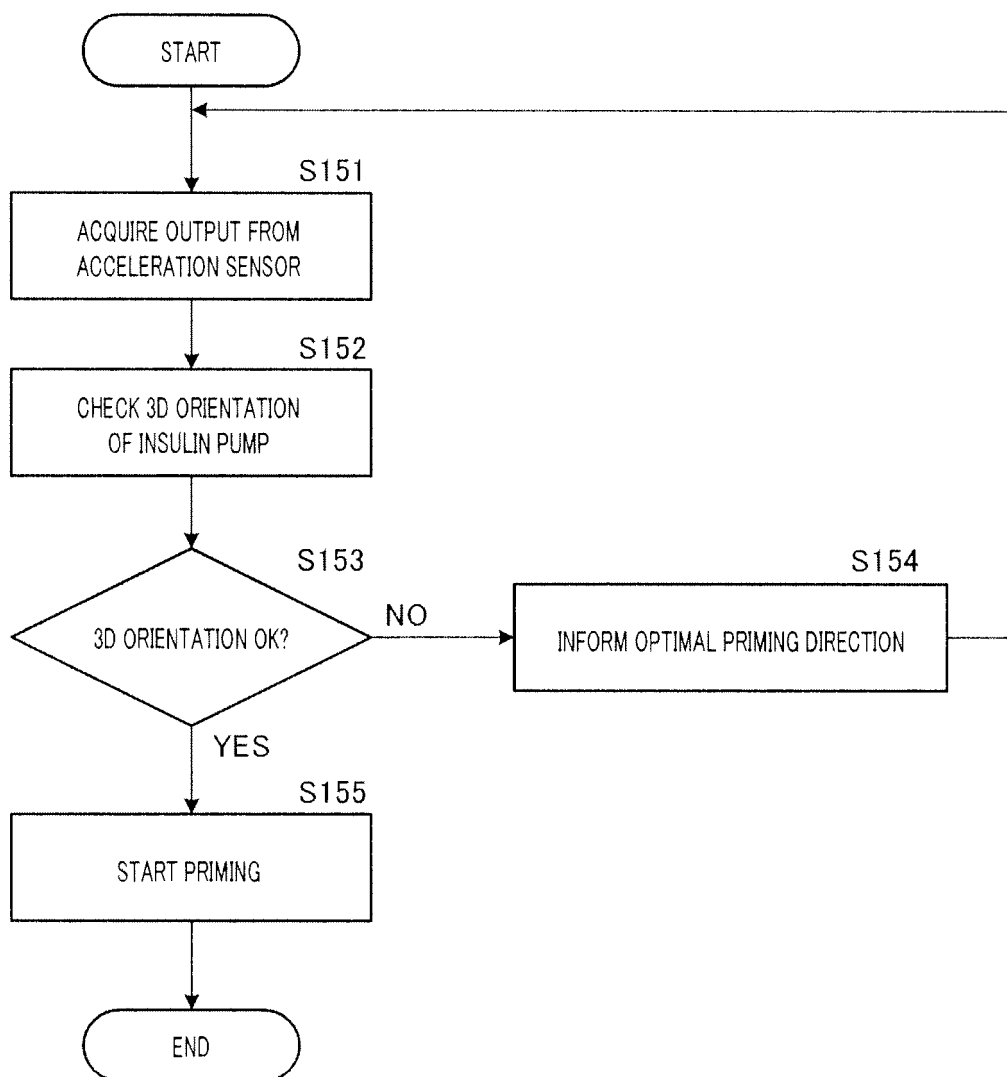 START
S151
ACQUIRE OUTPUT FROM
ACCELERATION SENSOR
S152
CHECK 3D ORIENTATION
OF INSULIN PUMP
S153
3D ORIENTATION OK?
NO
S154
INFORM OPTIMAL PRIMING DIRECTION
YES
S155
START PRIMING
END